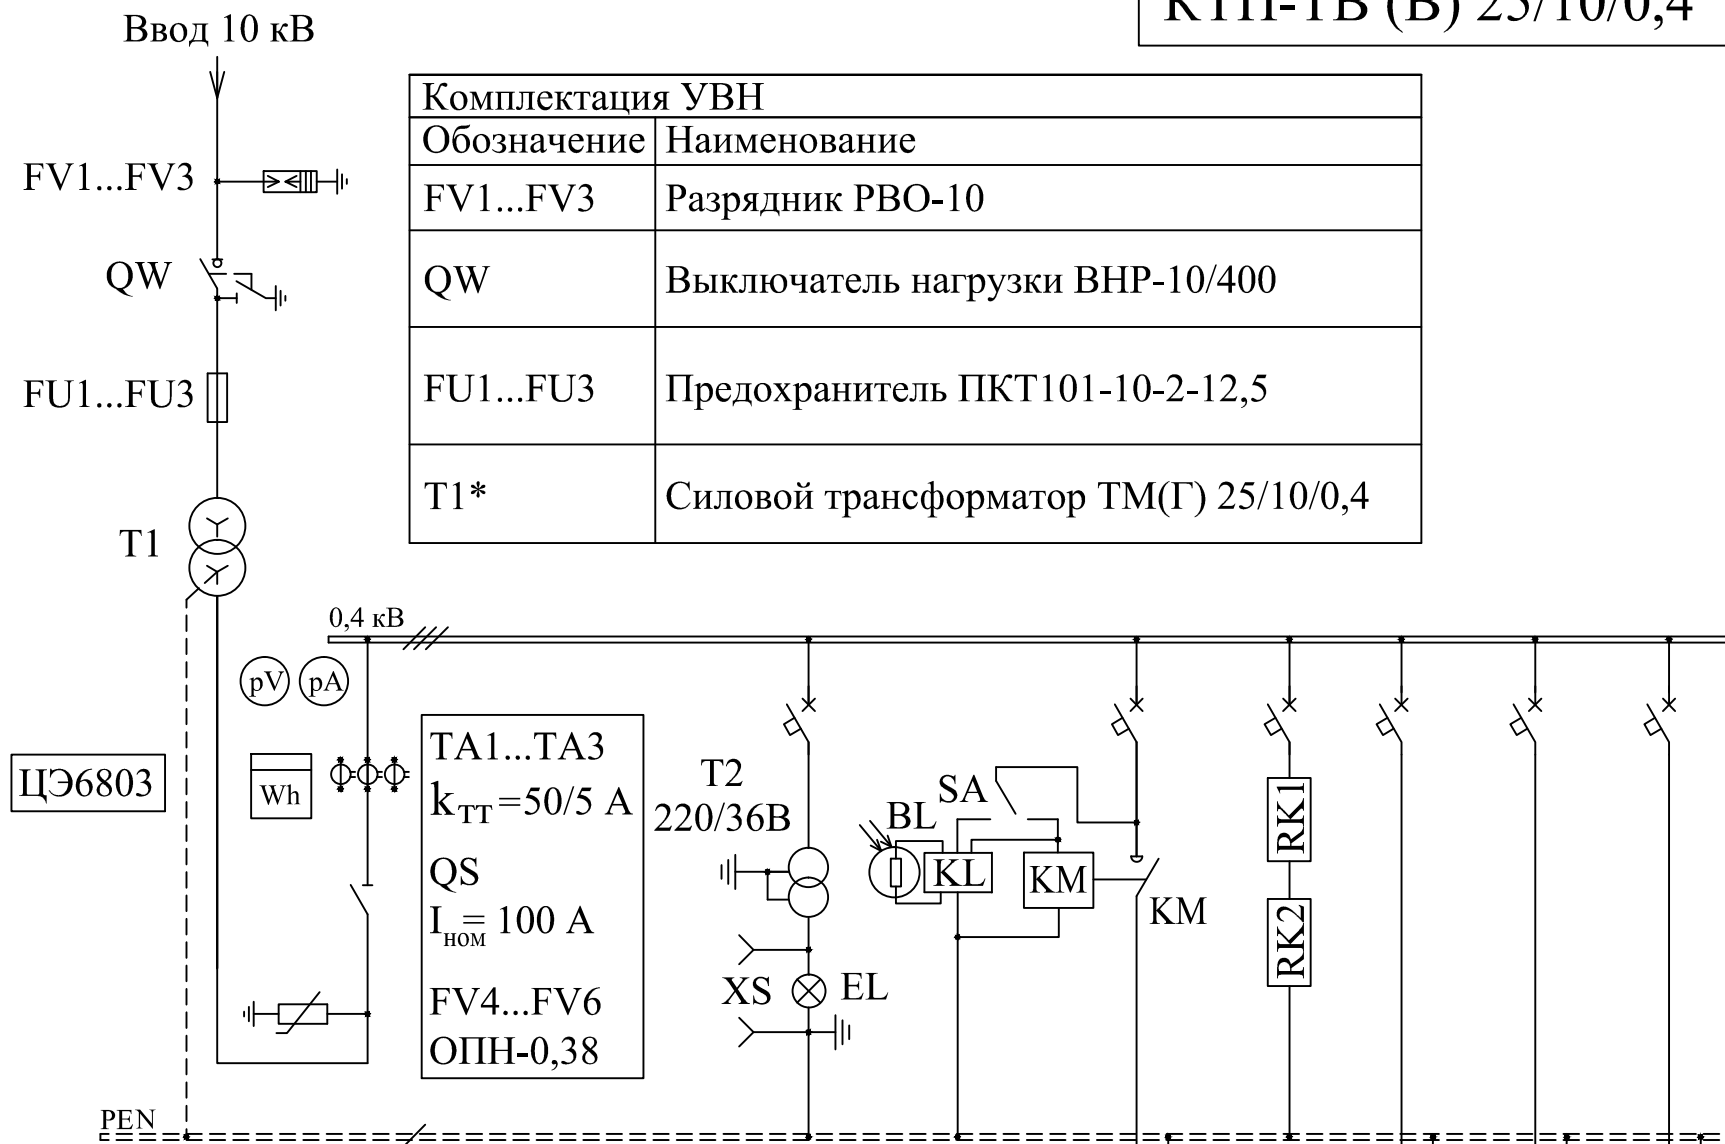 КТП-ТВ (В) 25/10/0,4
Ввод 10 кВ
Комплектация УВН
Обозначение Наименование
FV1...FV3 Разрядник РВО-10
QW Выключатель нагрузки ВНР-10/400
FU1...FU3 Предохранитель ПКТ101-10-2-12,5
T1* Силовой трансформатор ТМ(Г) 25/10/0,4
FV1...FV3
QW
FU1...FU3
T1
0,4 кВ
pV pA
ЦЭ6803
Wh
TA1...TA3
kТТ=50/5 А
QS
Iном= 100 А
FV4...FV6
ОПН-0,38
T2
220/36В
XS EL
BL
SA
KL
KM
KM
RK1
RK2
PEN